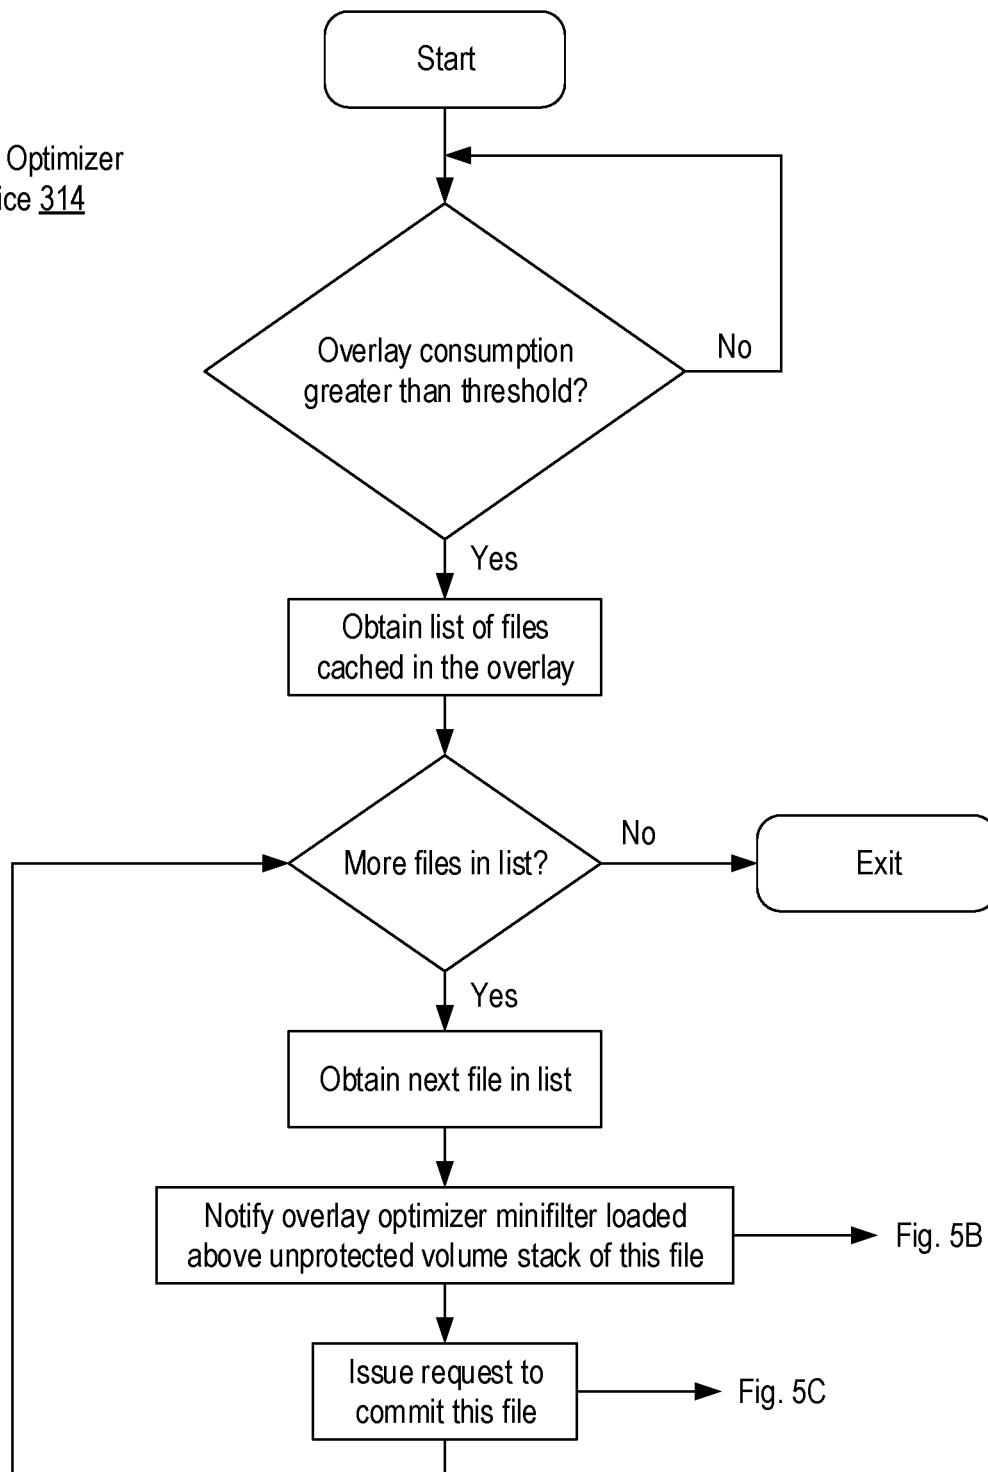 Start
Optimizer
ice 314
Overlay consumption
greater than threshold?
No
Yes
Obtain list of files
cached in the overlay
More files in list?
No
Exit
Yes
Obtain next file in list
Notify overlay optimizer minifilter loaded
above unprotected volume stack of this file
Fig. 5B
Issue request to
commit this file
Fig. 5C